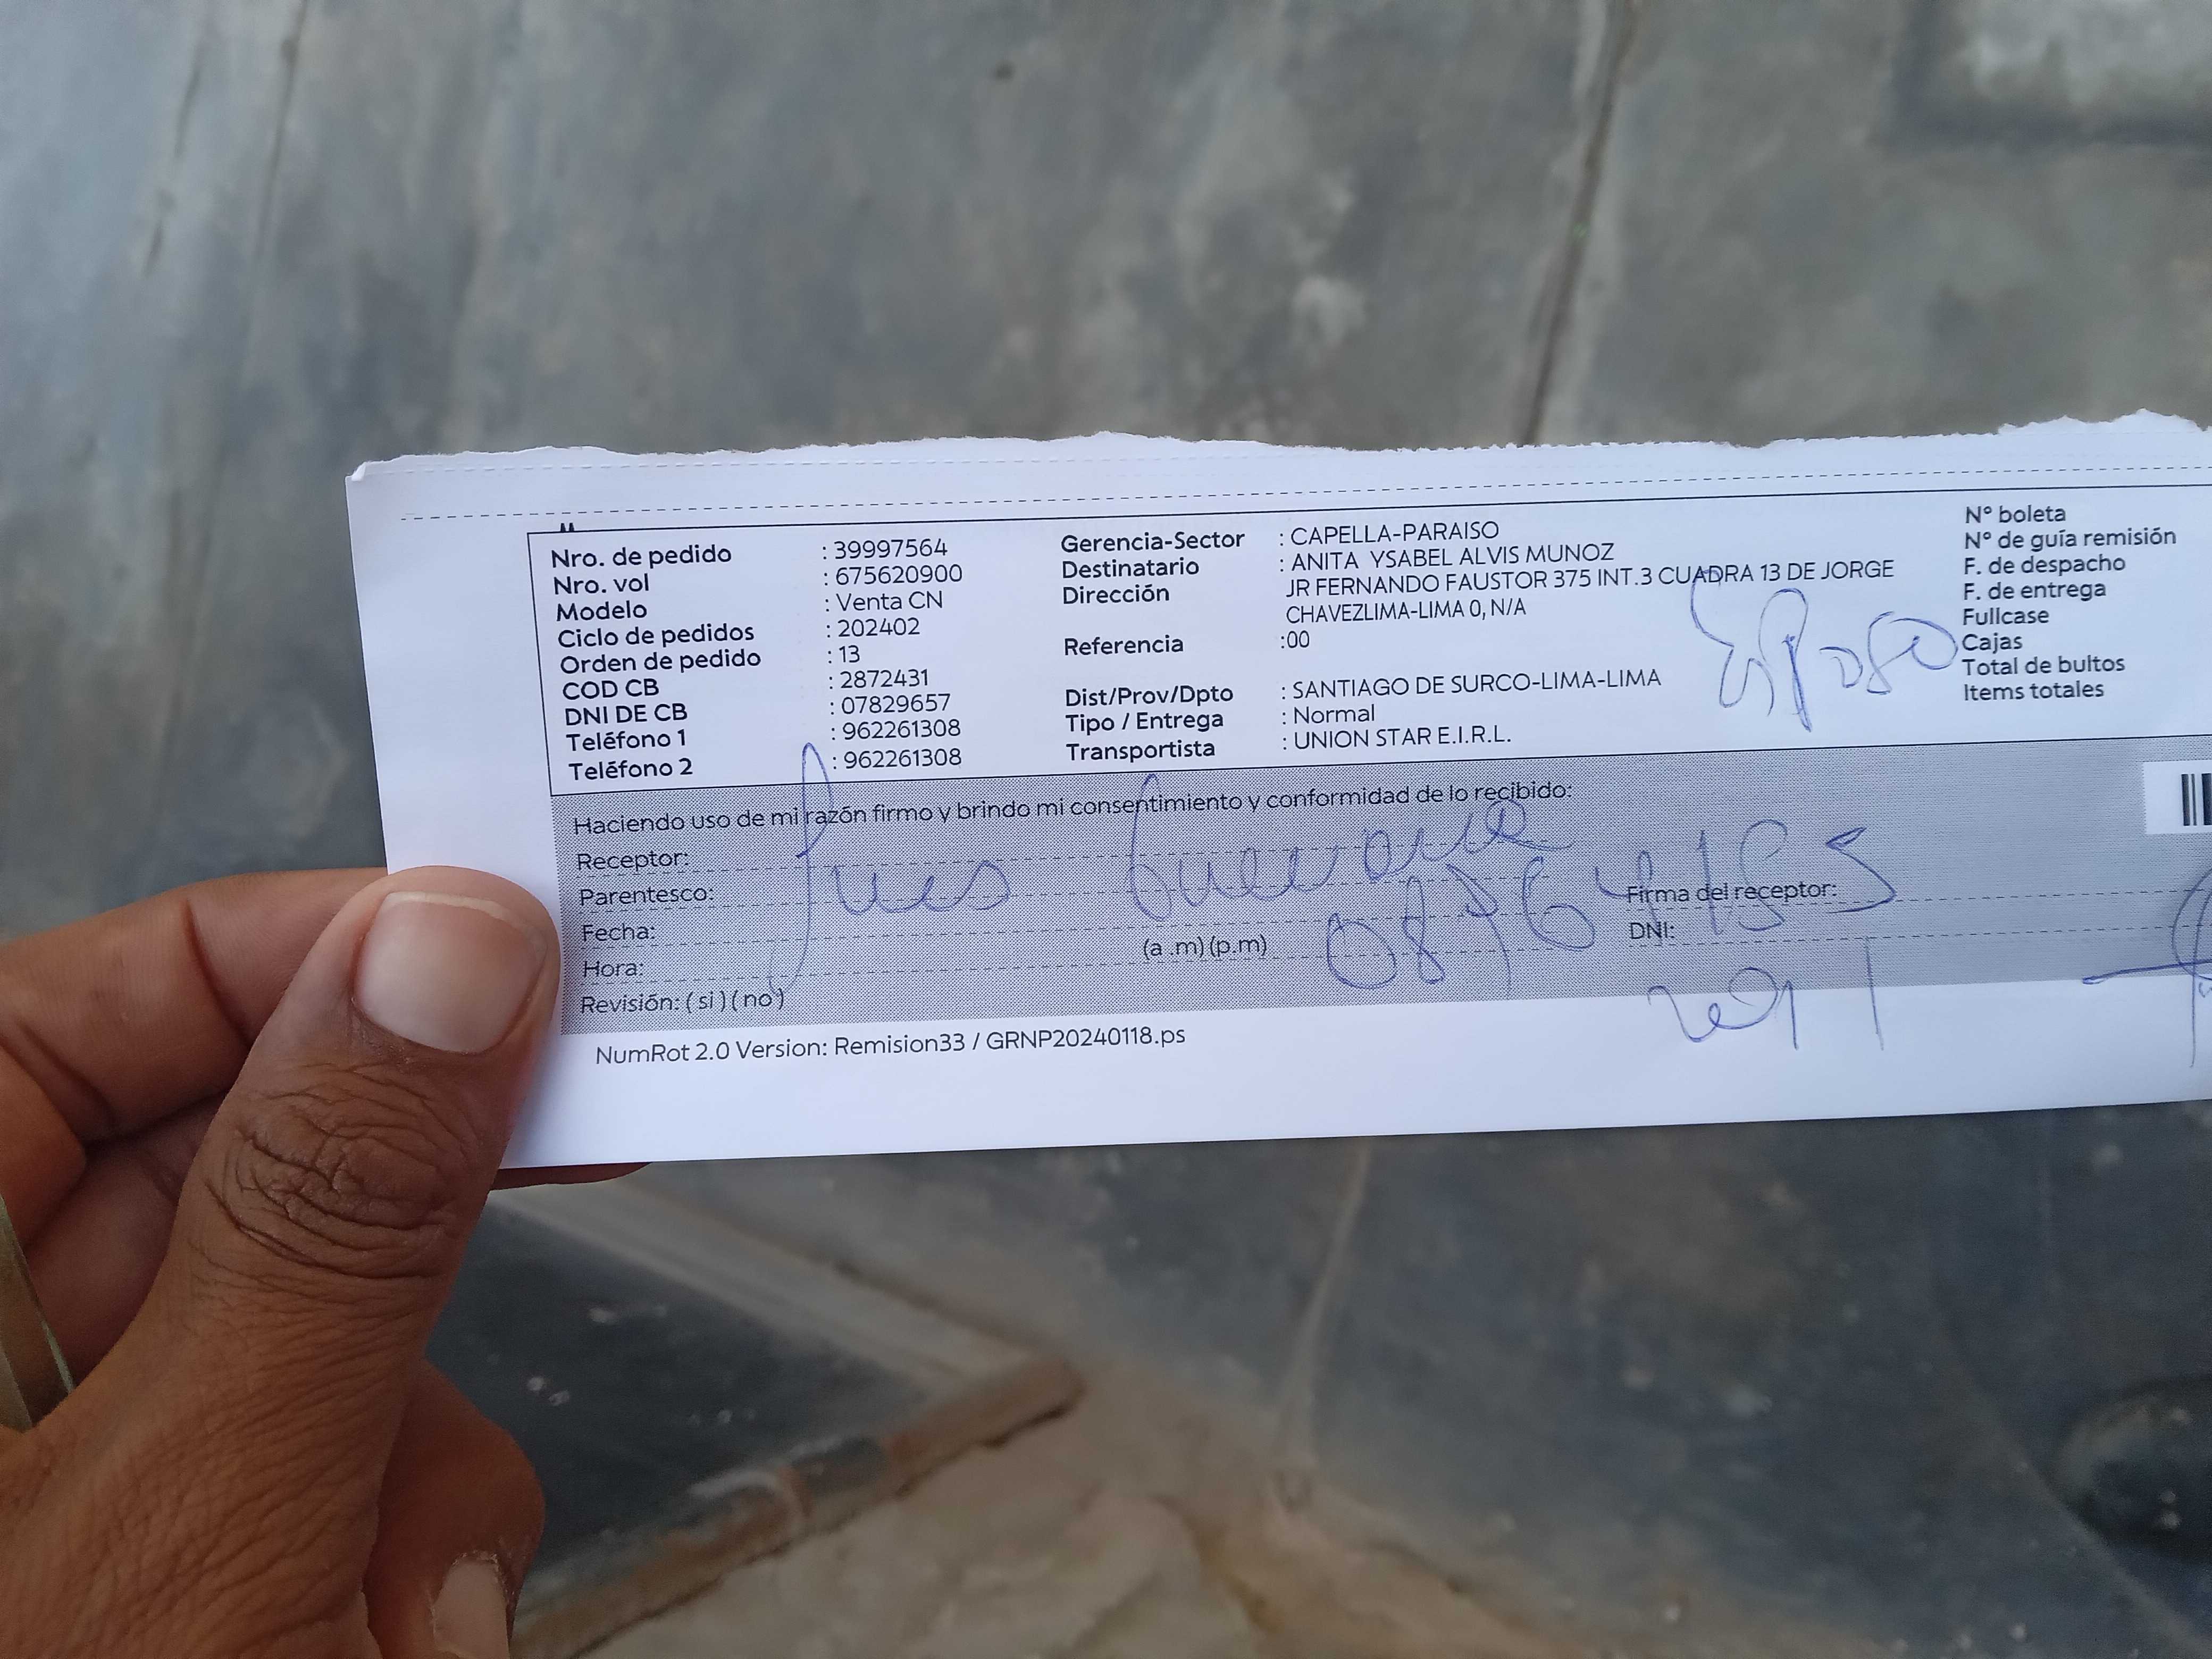 Nro. de pedido : 39997564
Nro. vol : 675620900
Modelo : Venta CN
Ciclo de pedidos : 202402
Orden de pedido : 13
COD CB : 2872431
DNI DE CB : 07829657
Teléfono 1 : 962261308
Teléfono 2 : 962261308
Gerencia-Sector : CAPELLA-PARAISO
Destinatario : ANITA YSABEL ALVIS MUNOZ
Dirección JR FERNANDO FAUSTOR 375 INT.3 CUADRA 13 DE JORGE
CHAVEZLIMA-LIMA 0, N/A
Referencia :00
Dist/Prov/Dpto : SANTIAGO DE SURCO-LIMA-LIMA
Tipo / Entrega : Normal
Transportista : UNION STAR E.I.R.L.
Esposo
N° boleta
N° de guía remisión
F. de despacho
F. de entrega
Fullcase
Cajas
Total de bultos
Items totales
Haciendo uso de mi razón firmo y brindo mi consentimiento y conformidad de lo recibido:
Receptor:
Parentesco:
Fecha:
Hora: (a .m) (p.m)
Revisión: ( si ) ( no )
Firma del receptor:
DNI:
NumRot 2.0 Version: Remision33 / GRNP20240118.ps